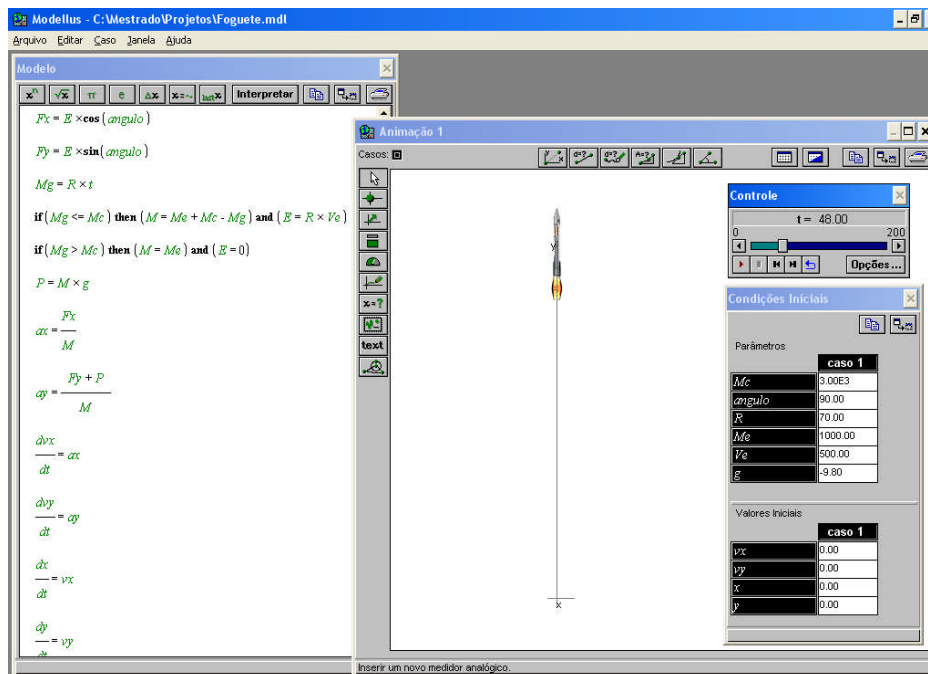 Modellus - C:\Mestrado\Projetos\Foguete.mdl
Arquivo Editar Caso Janela Ajuda
Modelo
xⁿ √x π e Δx x=~ last x Interpretar
Fx = E ×cos(angulo)
Fy = E ×sin(angulo)
Mg = R × t
if(Mg <= Mc) then (M = Me + Mc - Mg) and (E = R × Ve)
if(Mg > Mc) then (M = Me) and (E = 0)
P = M × g
ax = Fx
M
ay = Fy + P
M
dvx
dt = ax
dvy
dt = ay
dx
dt = vx
dy
dt = vy
Animação 1
Casos:
x=?
text
y
x
Inserir um novo medidor analógico.
Controle
t = 48.00
0 200
Opções...
Condições Iniciais
Parâmetros
caso 1
Mc 3.00E3
angulo 90.00
R 70.00
Me 1000.00
Ve 500.00
g -9.80
Valores Iniciais
caso 1
vx 0.00
vy 0.00
x 0.00
y 0.00